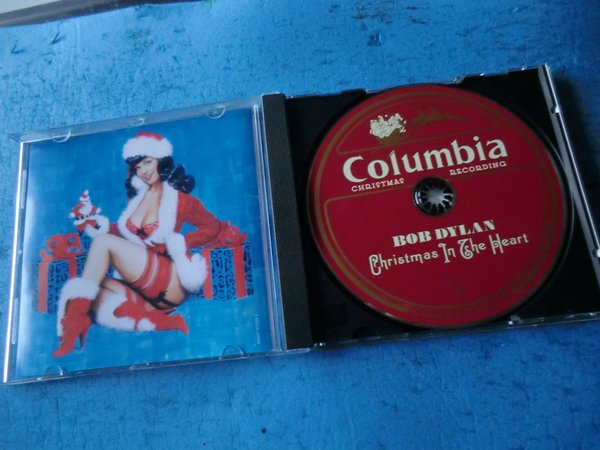 Columbia
CHRISTMAS RECORDING
BOB DYLAN
Christmas In The Heart